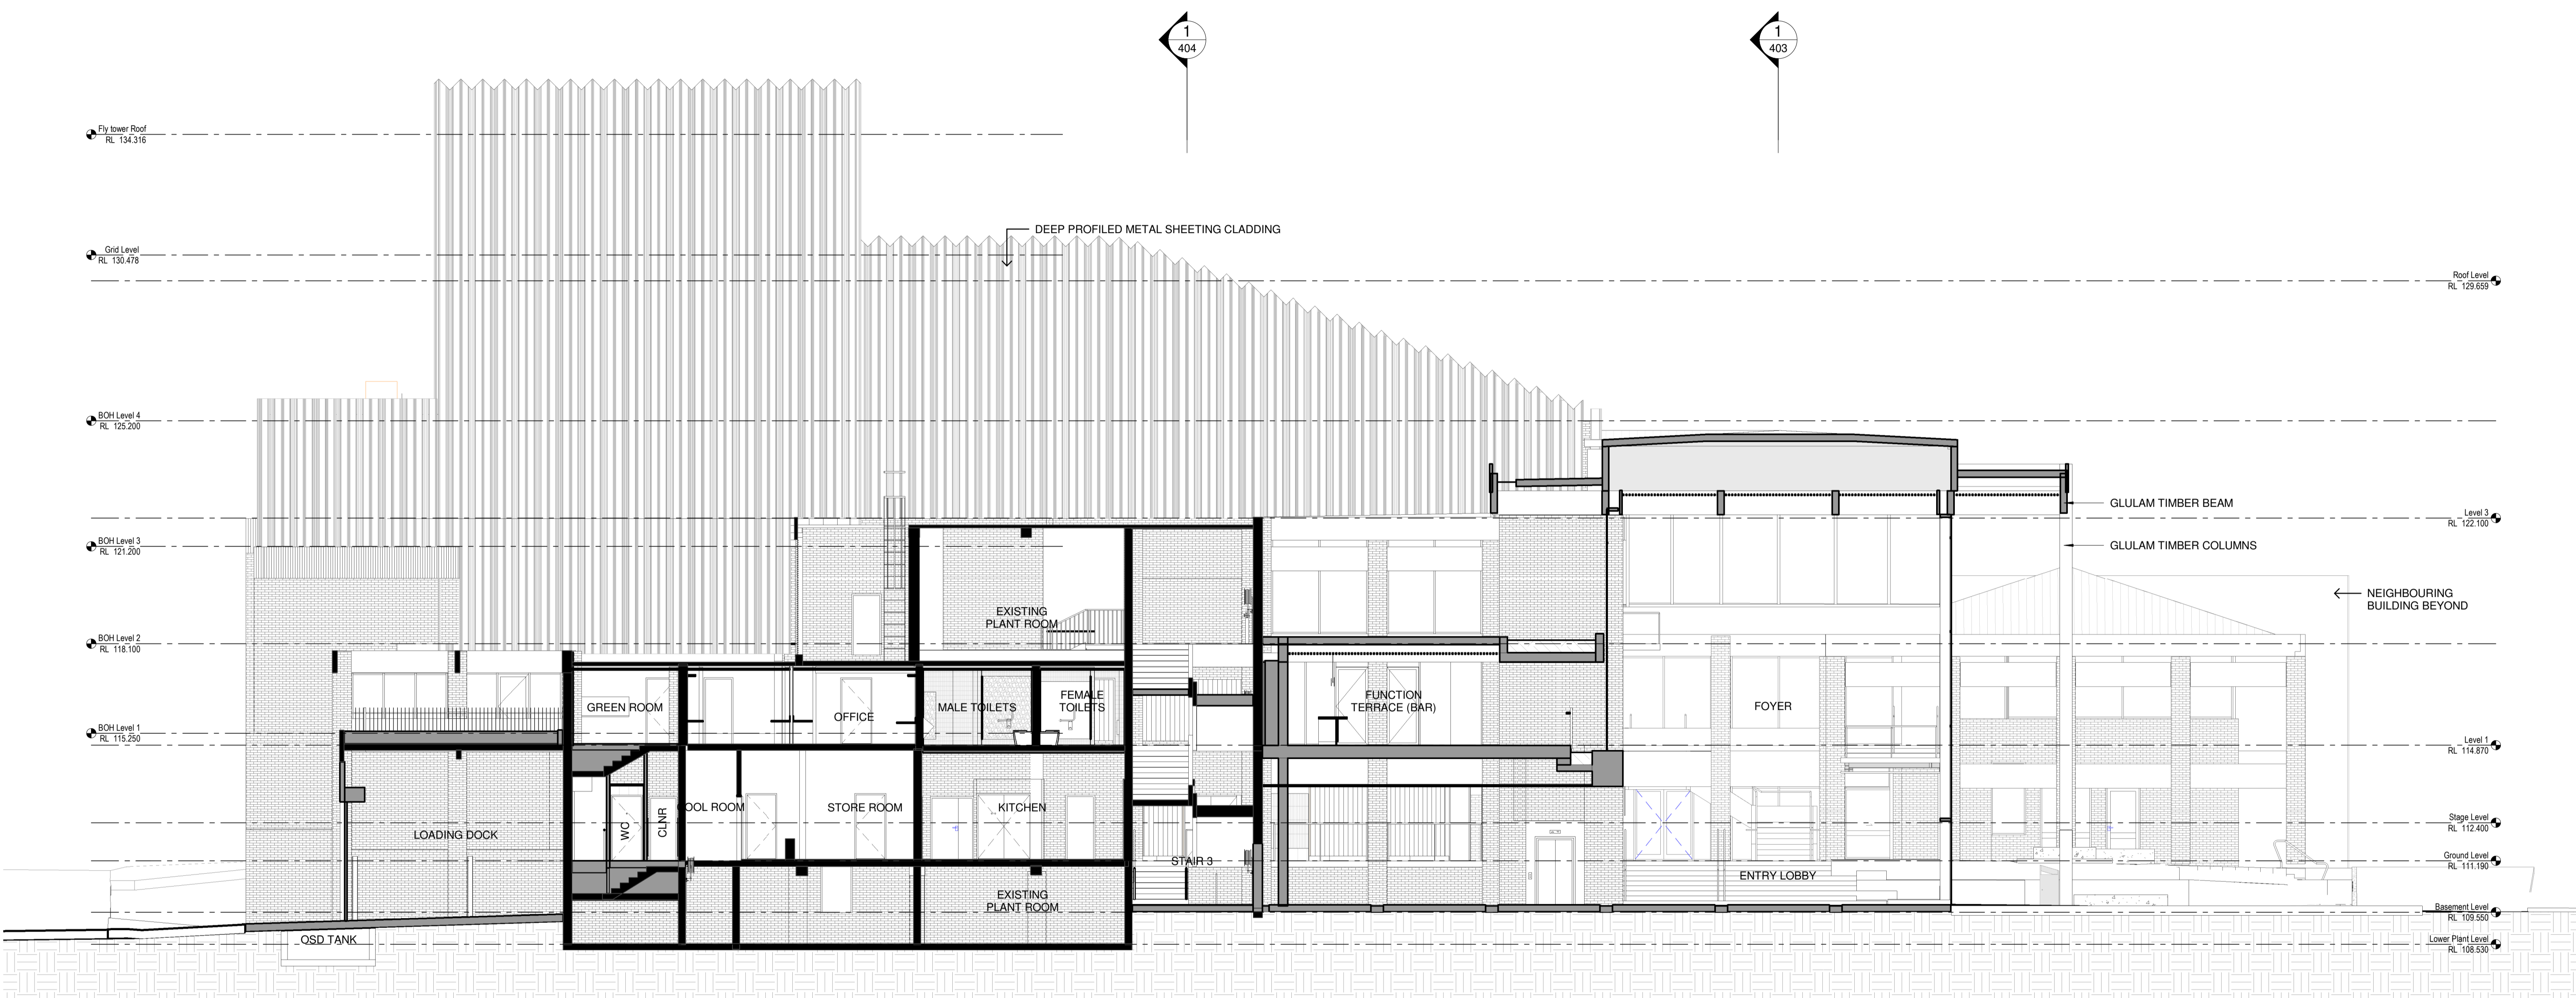 1
404
1
403
Fly tower Roof
RL 134.316
DEEP PROFILED METAL SHEETING CLADDING
Grid Level
RL 130.478
Roof Level
RL 129.659
BOH Level 4
RL 125.200
GLULAM TIMBER BEAM
Level 3
RL 122.100
BOH Level 3
RL 121.200
GLULAM TIMBER COLUMNS
NEIGHBOURING
BUILDING BEYOND
EXISTING
PLANT ROOM
BOH Level 2
RL 118.100
GREEN ROOM
OFFICE
MALE TOILETS
FEMALE
TOILETS
FUNCTION
TERRACE (BAR)
FOYER
BOH Level 1
RL 115.250
Level 1
RL 114.870
LOADING DOCK
WC
CLNR
COOL ROOM
STORE ROOM
KITCHEN
Stage Level
RL 112.400
STAIR 3
Ground Level
RL 111.190
ENTRY LOBBY
EXISTING
PLANT ROOM
Basement Level
RL 109.550
OSD TANK
Lower Plant Level
RL 108.530